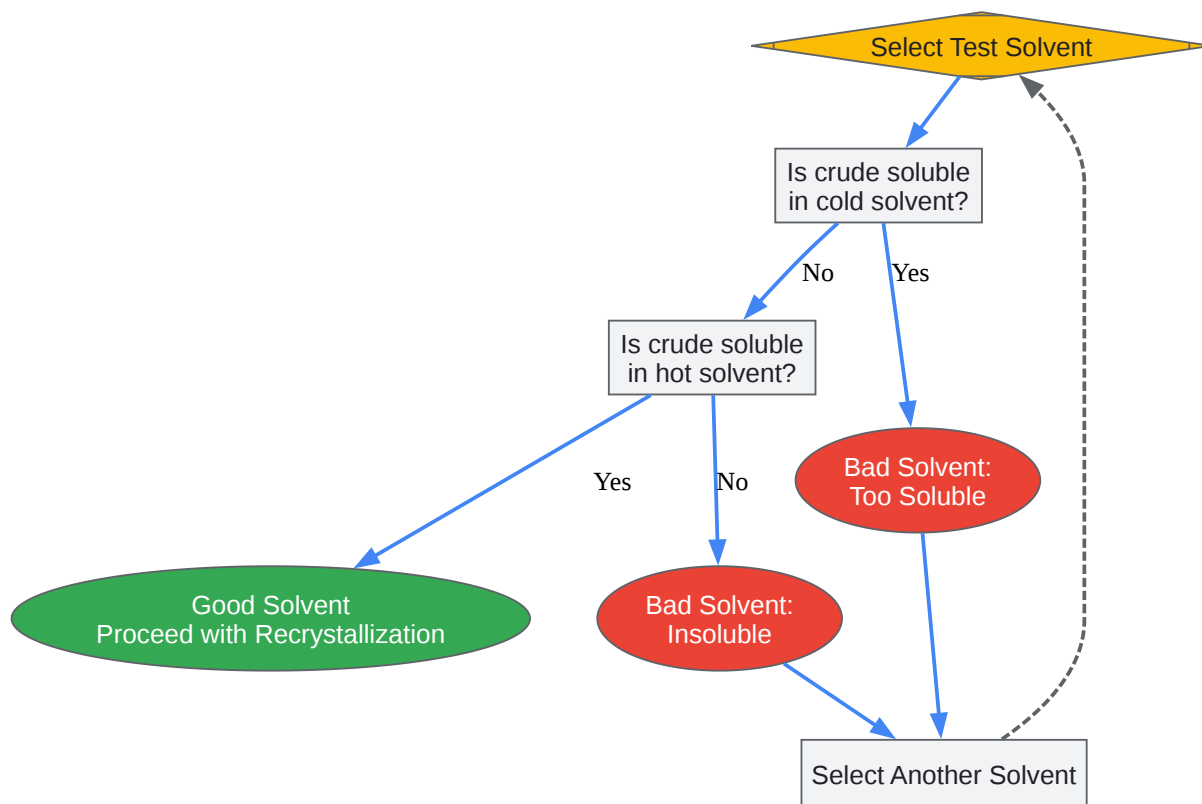 Select Test Solvent
Is crude soluble
in cold solvent?
No
Yes
Is crude soluble
in hot solvent?
Yes
No
Bad Solvent:
Too Soluble
Good Solvent
Proceed with Recrystallization
Bad Solvent:
Insoluble
Select Another Solvent